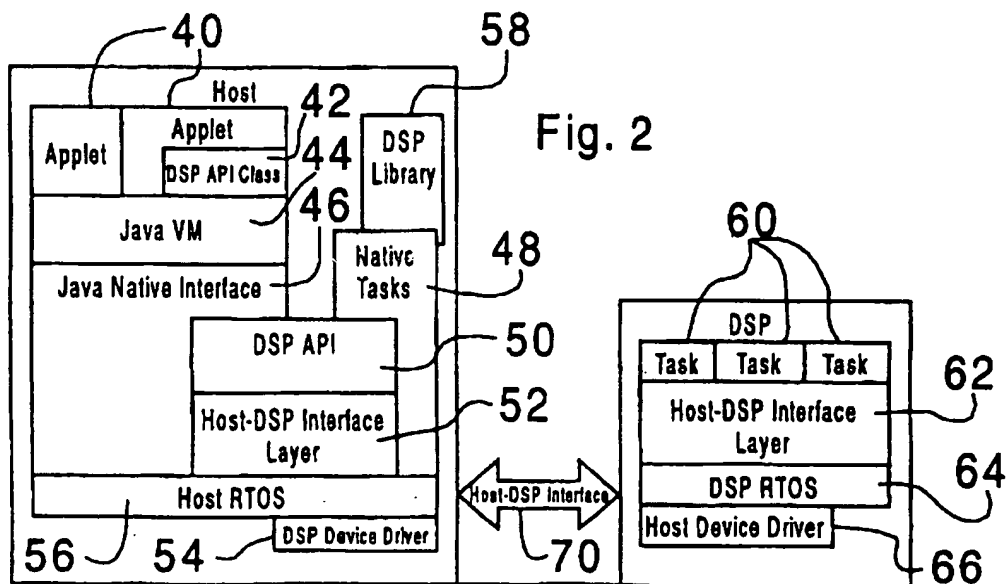 40
58
Host
42
Fig. 2
Applet
Applet
DSP API Class
44
DSP
Library
46
Java VM
Java Native Interface
Native
Tasks
48
60
DSP API
50
DSP
Task
Task
Task
Host-DSP Interface
Layer
52
Host-DSP Interface
Layer
62
Host RTOS
Host-DSP Interface
DSP RTOS
64
56
54
DSP Device Driver
70
Host Device Driver
66